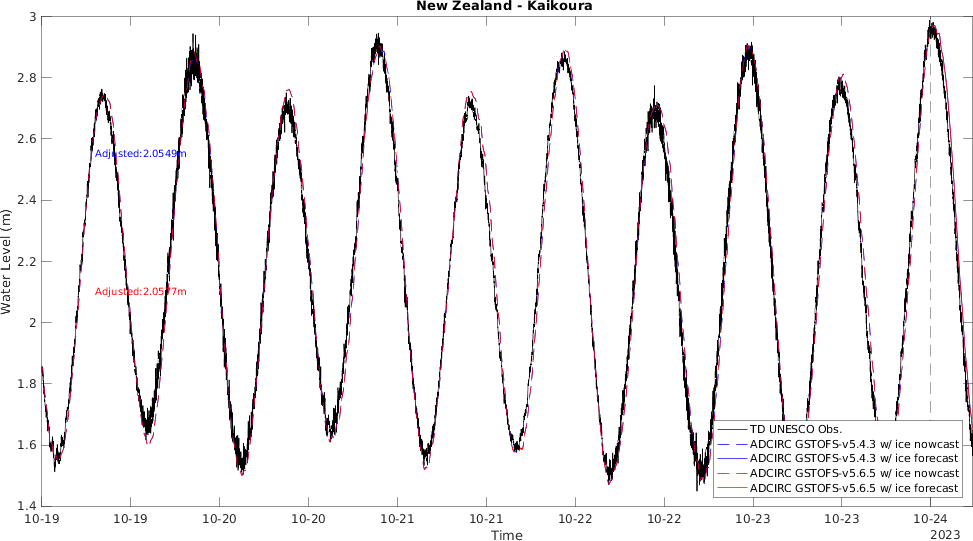 New Zealand - Kaikoura
Water Level (m)
3
2.8
2.6
2.4
2.2
2
1.8
1.6
1.4
Adjusted:2.0549m
Adjusted:2.0577m
TD UNESCO Obs.
ADCIRC GSTOFS-v5.4.3 w/ ice nowcast
ADCIRC GSTOFS-v5.4.3 w/ ice forecast
ADCIRC GSTOFS-v5.6.5 w/ ice nowcast
ADCIRC GSTOFS-v5.6.5 w/ ice forecast
10-19 10-19 10-20 10-20 10-21 10-21 10-22 10-22 10-23 10-23 10-24
Time
2023